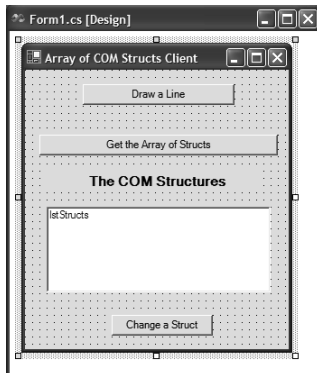 Form1.cs [Design]
Array of COM Structs Client
Draw a Line
Get the Array of Structs
The COM Structures
lstStructs
Change a Struct